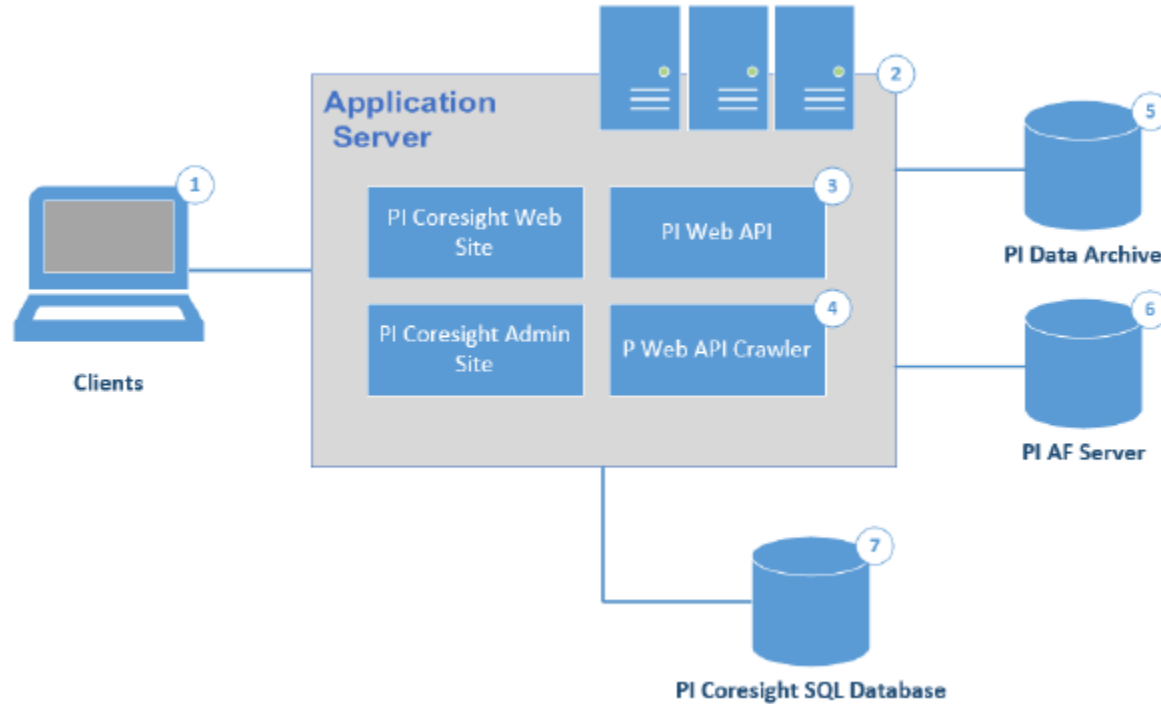 Application
Server
2
5
1
PI Coresight Web
Site
3
PI Web API
PI Data Archive
PI Coresight Admin
Site
4
P Web API Crawler
6
Clients
PI AF Server
7
PI Coresight SQL Database